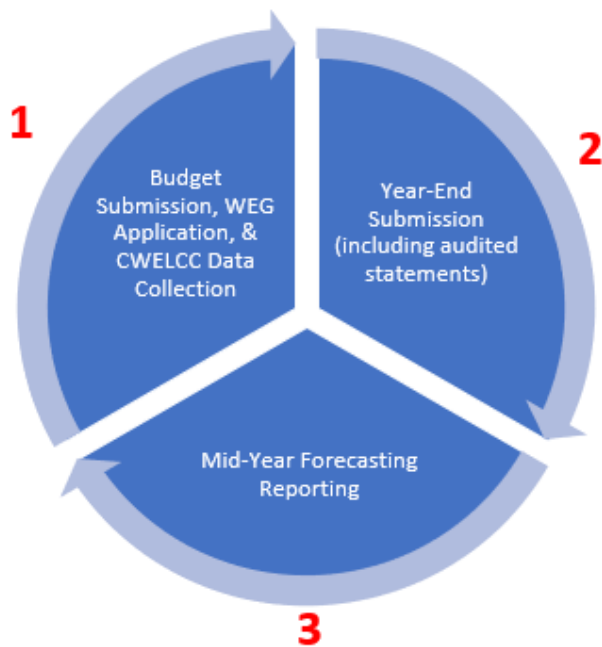 1
Budget
Submission, WEG
Application, &
CWELCC Data
Collection
2
Year-End
Submission
(including audited
statements)
Mid-Year Forecasting
Reporting
3